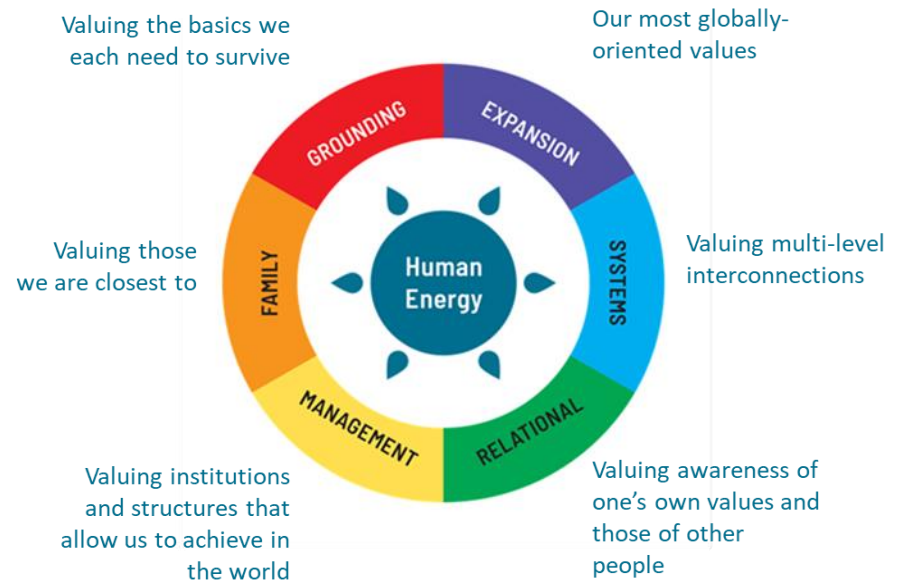 Valuing the basics we
each need to survive
Our most globally-
oriented values
GROUNDING
EXPANSION
Valuing those
we are closest to
FAMILY
Human
Energy
SYSTEMS
Valuing multi-level
interconnections
MANAGEMENT
RELATIONAL
Valuing institutions
and structures that
allow us to achieve in
the world
Valuing awareness of
one's own values and
those of other
people